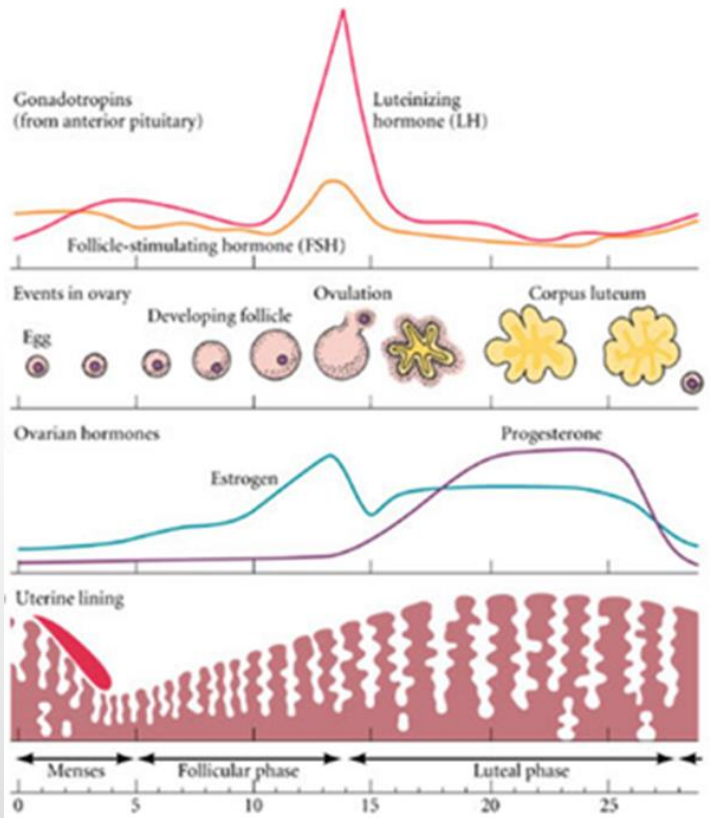 Gonadotropins
(from anterior pituitary)
Luteinizing
hormone (LH)
Follicle-stimulating hormone (FSH)
Events in ovary
Ovulation
Corpus luteum
Developing follicle
Egg
Ovarian hormones
Progesterone
Estrogen
Uterine lining
Menses
Follicular phase
Luteal phase
0 5 10 15 20 25